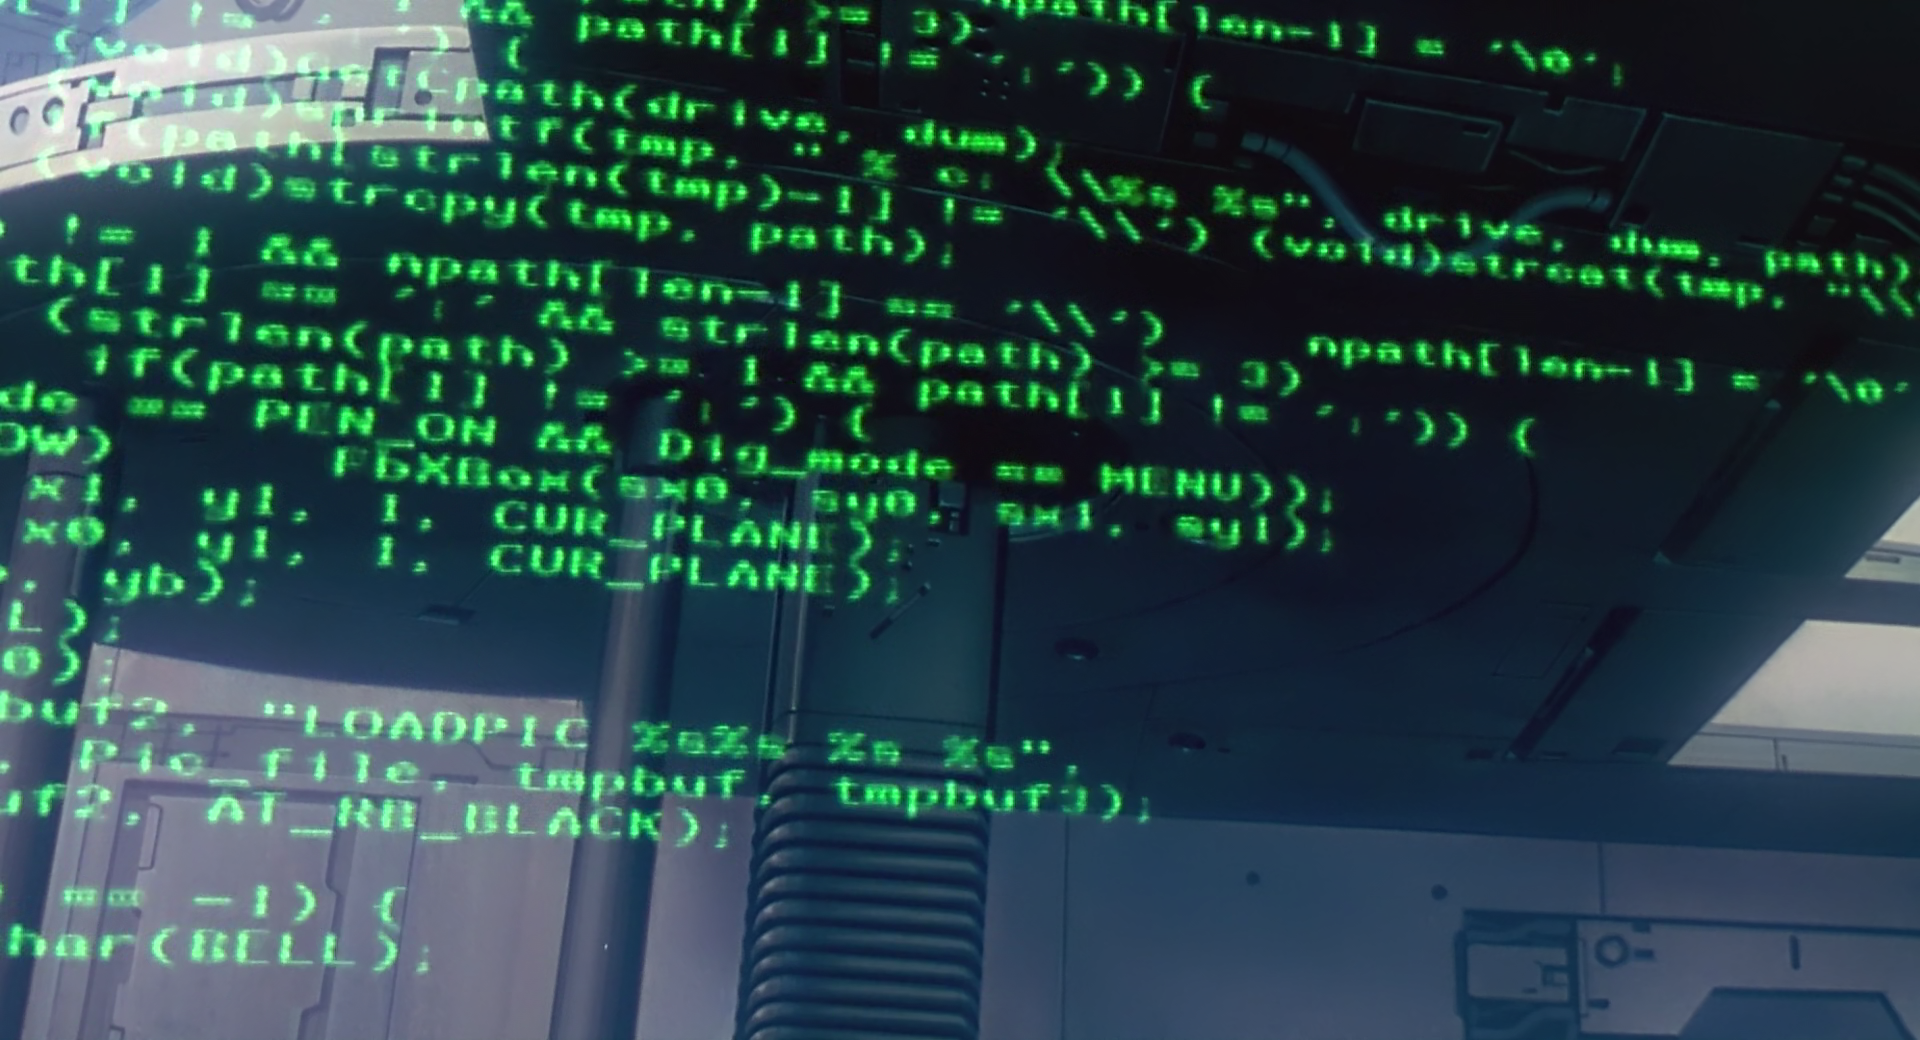 npath[len-1] = '\0';
path[1] != ':')) {
(void)get_path(drive, dum);
(void)sprintf(tmp, "%c:\\%s %s", drive, dum, path)
if(path[strlen(tmp)-1] != '\\') (void)strcat(tmp, "\\
(void)strcpy(tmp, path);
!= 1 && npath[len-1] == '\\')
npath[len-1] = '\0'
th[1] == ':' && strlen(path) >= 3)
(strlen(path) >= 1 && path[1] != ':')) {
if(path[1] != ':') {
de == PEN_ON && Dig_mode == MENU));
OW)
FbXBox(sx0, sy0, sx1, sy1);
x1, y1, 1, CUR_PLANE);
x0, y1, 1, CUR_PLANE);
yb);
L);
0);
buf2, "LOADPIC %s%s %s %s",
Pic_file, tmpbuf, tmpbuf3);
uf2, AT_RB_BLACK);
== -1) {
har(BELL);